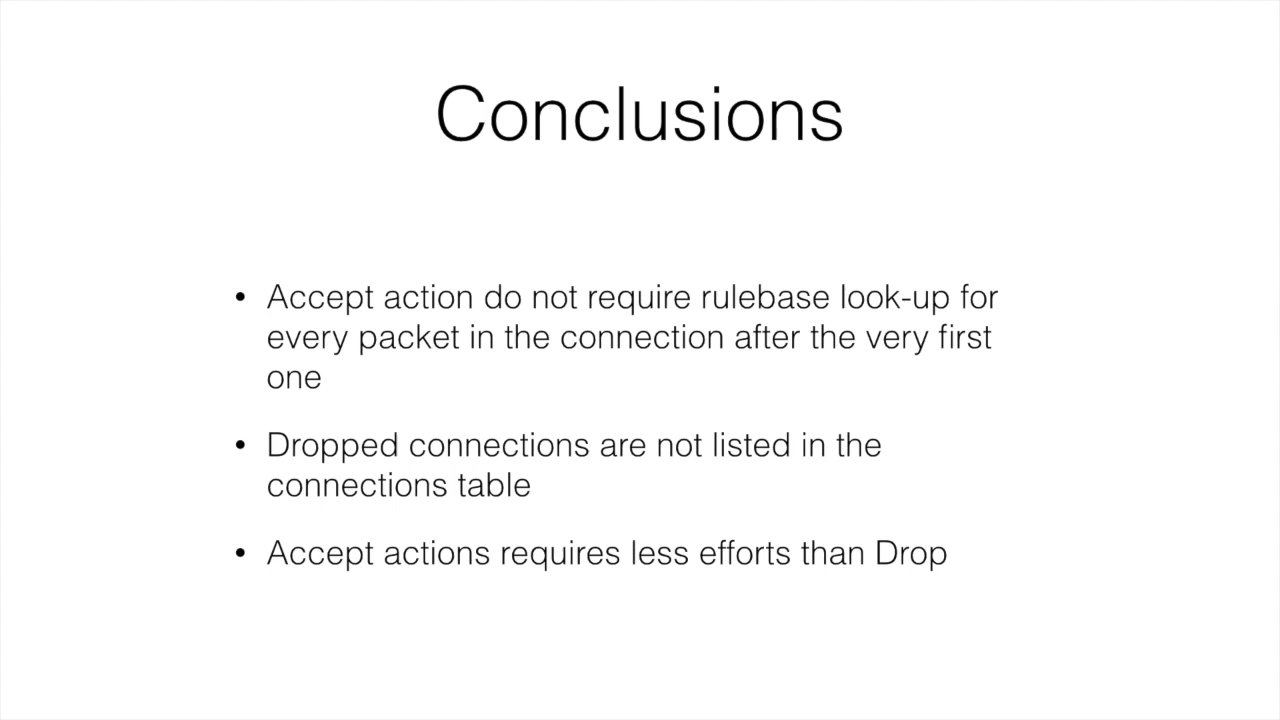 Conclusions
• Accept action do not require rulebase look-up for
every packet in the connection after the very first
one
• Dropped connections are not listed in the
connections table
• Accept actions requires less efforts than Drop